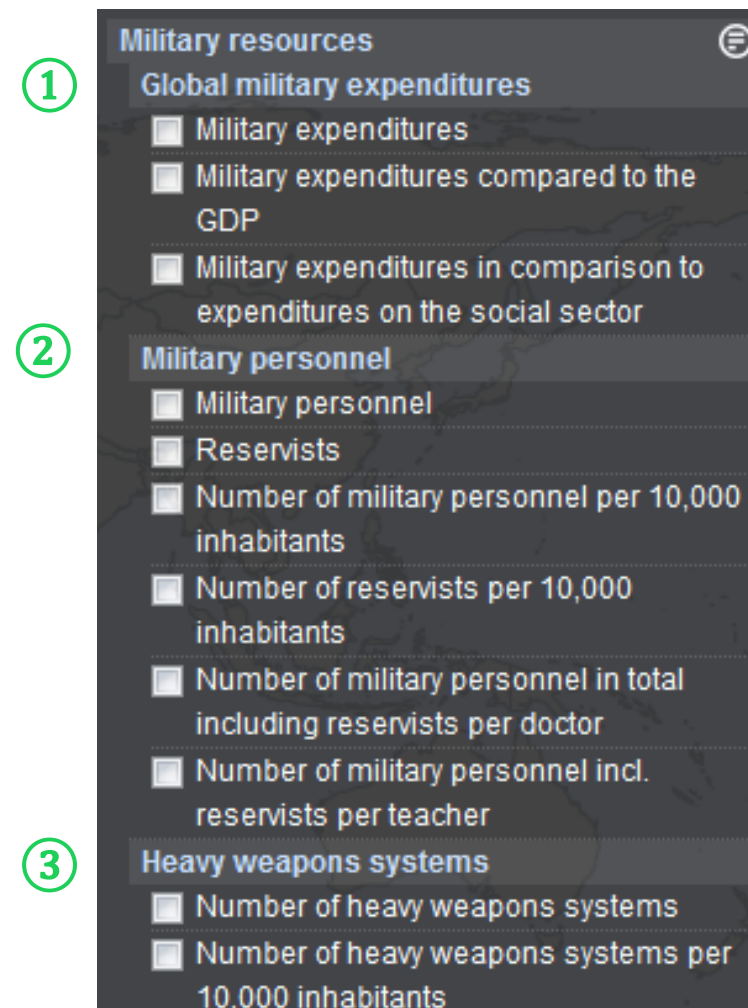 Military resources
① Global military expenditures
Military expenditures
Military expenditures compared to the
GDP
Military expenditures in comparison to
expenditures on the social sector
② Military personnel
Military personnel
Reservists
Number of military personnel per 10,000
inhabitants
Number of reservists per 10,000
inhabitants
Number of military personnel in total
including reservists per doctor
Number of military personnel incl.
reservists per teacher
③ Heavy weapons systems
Number of heavy weapons systems
Number of heavy weapons systems per
10,000 inhabitants